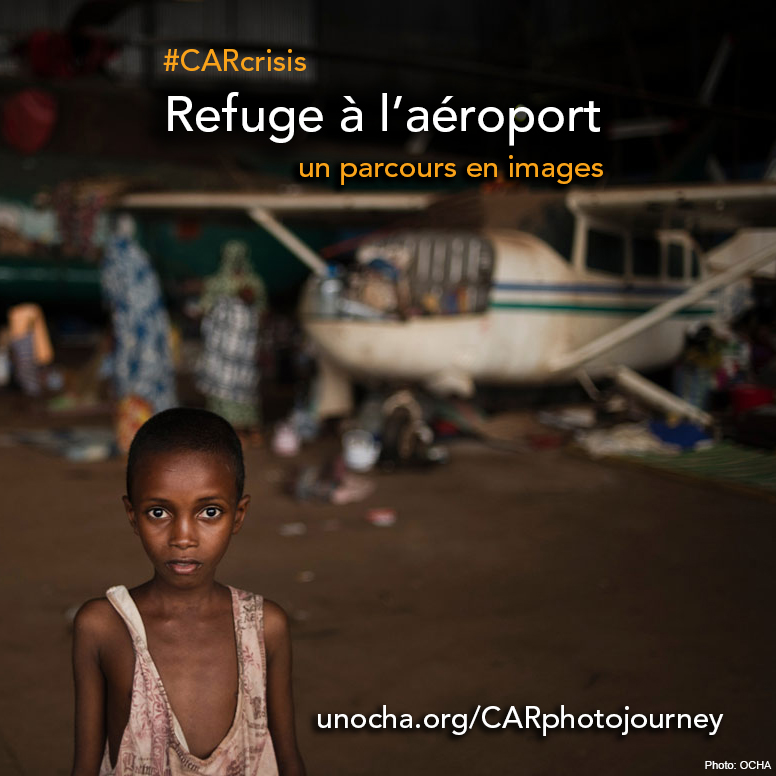 #CARcrisis
Refuge à l'aéroport
un parcours en images
unocha.org/CARphotojourney
Photo: OCHA